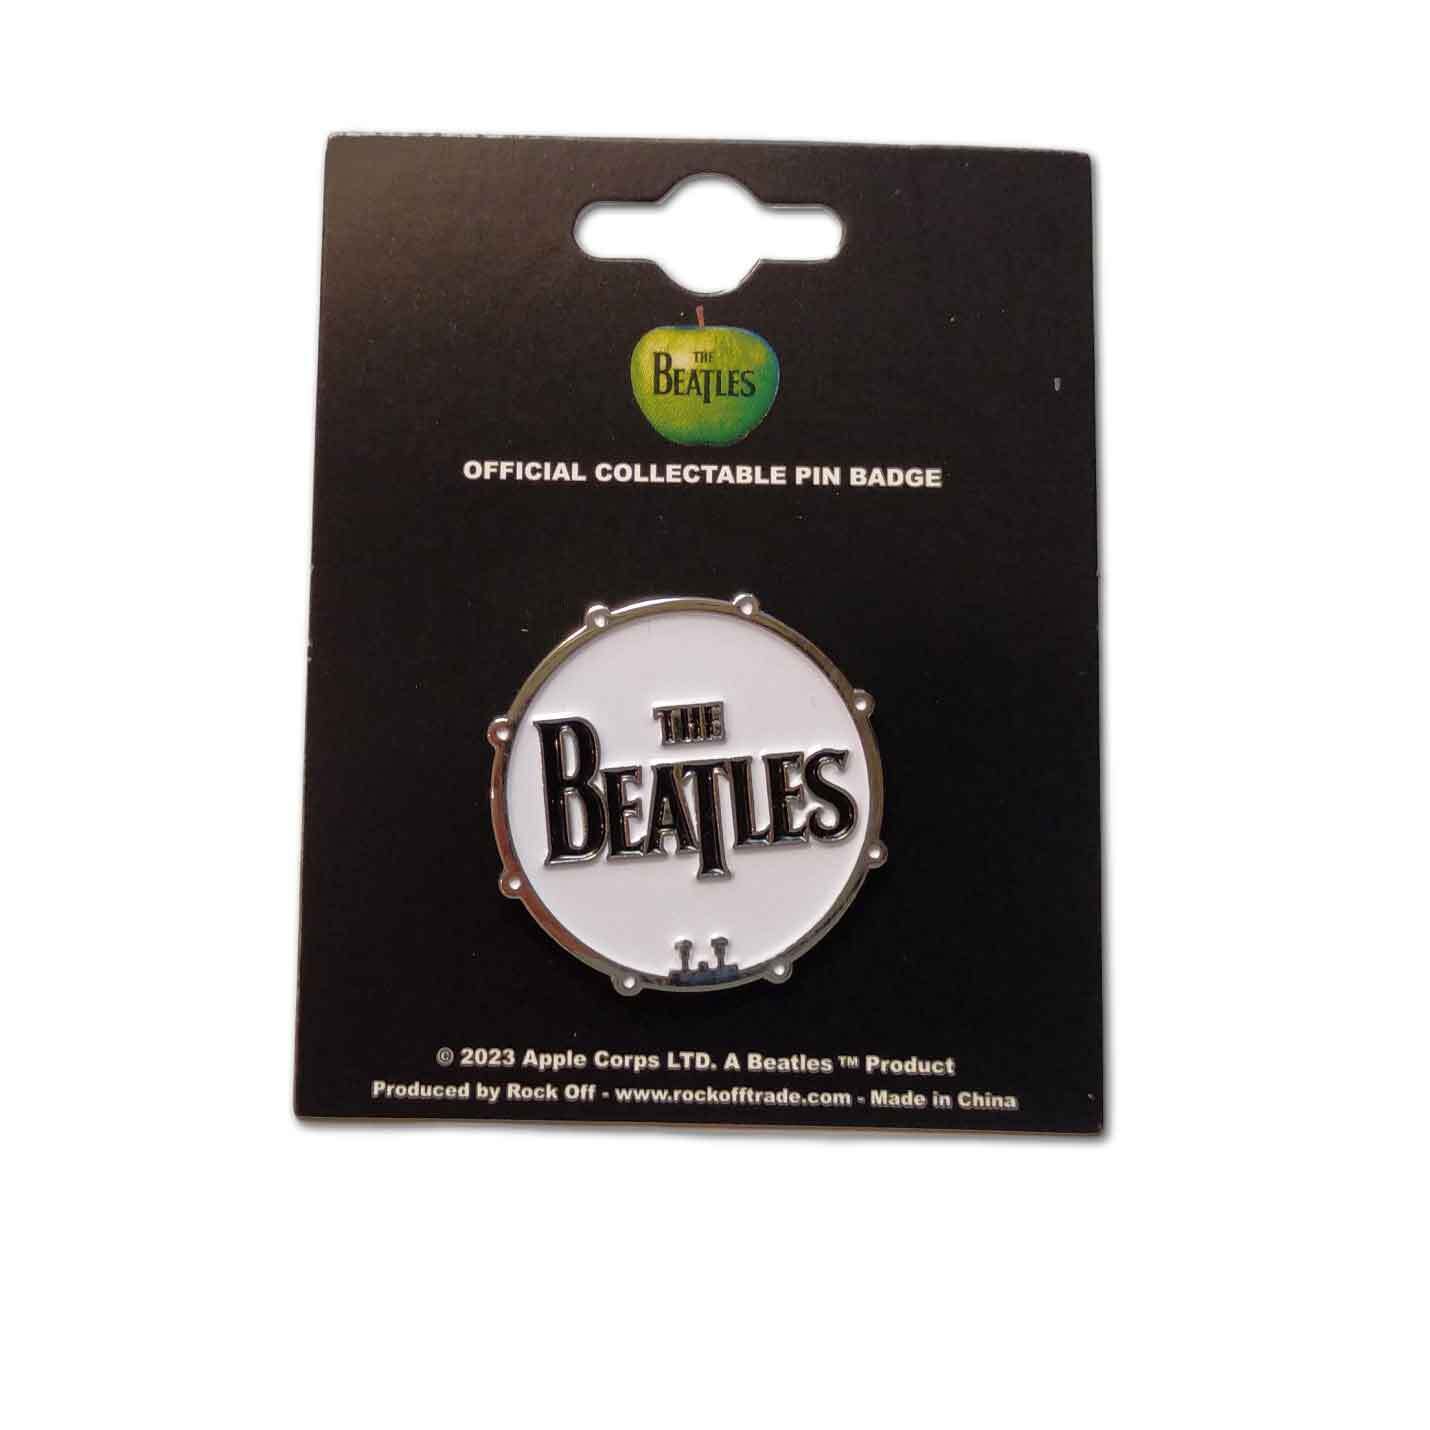 THE
BEATLES
OFFICIAL COLLECTABLE PIN BADGE
THE
BEATLES
© 2023 Apple Corps LTD. A Beatles ™ Product
Produced by Rock Off - www.rockofftrade.com - Made in China